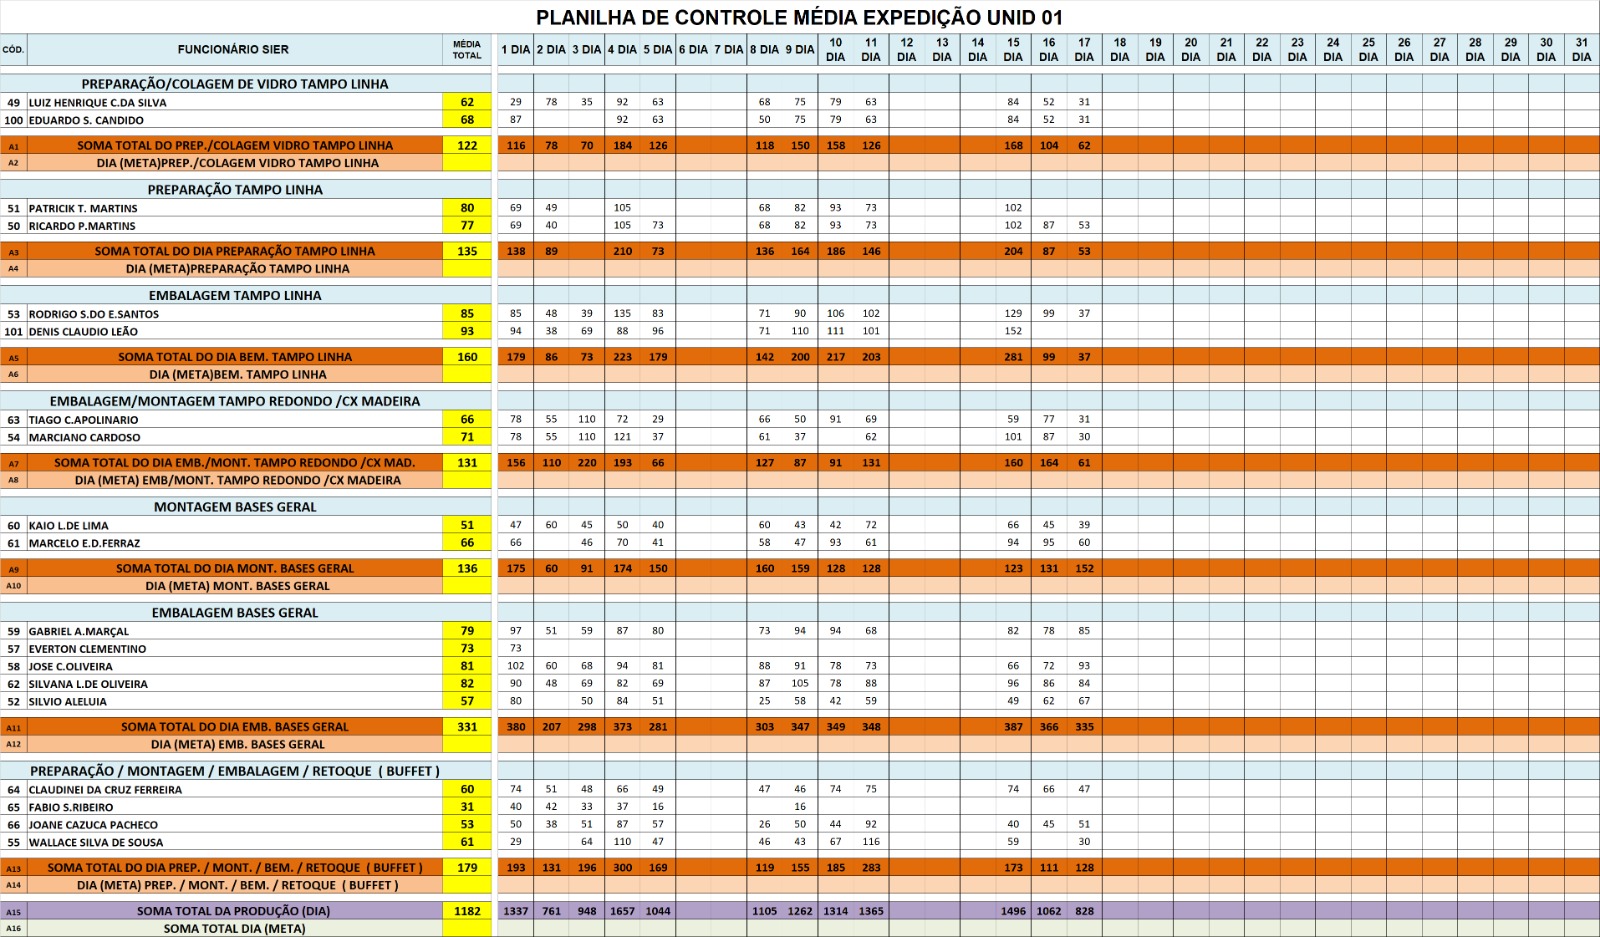 PLANILHA DE CONTROLE MÉDIA EXPEDIÇÃO UNID 01
CÓD. FUNCIONÁRIO SIER MÉDIA TOTAL 1 DIA 2 DIA 3 DIA 4 DIA 5 DIA 6 DIA 7 DIA 8 DIA 9 DIA 10 DIA 11 DIA 12 DIA 13 DIA 14 DIA 15 DIA 16 DIA 17 DIA 18 DIA 19 DIA 20 DIA 21 DIA 22 DIA 23 DIA 24 DIA 25 DIA 26 DIA 27 DIA 28 DIA 29 DIA 30 DIA 31 DIA
PREPARAÇÃO/COLAGEM DE VIDRO TAMPO LINHA
49 LUIZ HENRIQUE C.DA SILVA 62 29 78 35 92 63 68 75 79 63 84 52 31
100 EDUARDO S. CANDIDO 68 87 92 63 50 75 79 63 84 52 31
A1 SOMA TOTAL DO PREP./COLAGEM VIDRO TAMPO LINHA 122 116 78 70 184 126 118 150 158 126 168 104 62
A2 DIA (META)PREP./COLAGEM VIDRO TAMPO LINHA
PREPARAÇÃO TAMPO LINHA
51 PATRICIK T. MARTINS 80 69 49 105 68 82 93 73 102
50 RICARDO P.MARTINS 77 69 40 105 73 68 82 93 73 102 87 53
A3 SOMA TOTAL DO DIA PREPARAÇÃO TAMPO LINHA 135 138 89 210 73 136 164 186 146 204 87 53
A4 DIA (META)PREPARAÇÃO TAMPO LINHA
EMBALAGEM TAMPO LINHA
53 RODRIGO S.DO E.SANTOS 85 85 48 39 135 83 71 90 106 102 129 99 37
101 DENIS CLAUDIO LEÃO 93 94 38 69 88 96 71 110 111 101 152
A5 SOMA TOTAL DO DIA BEM. TAMPO LINHA 160 179 86 73 223 179 142 200 217 203 281 99 37
A6 DIA (META)BEM. TAMPO LINHA
EMBALAGEM/MONTAGEM TAMPO REDONDO /CX MADEIRA
63 TIAGO C.APOLINARIO 66 78 55 110 72 29 66 50 91 69 59 77 31
54 MARCIANO CARDOSO 71 78 55 110 121 37 61 37 62 101 87 30
A7 SOMA TOTAL DO DIA EMB./MONT. TAMPO REDONDO /CX MAD. 131 156 110 220 193 66 127 87 91 131 160 164 61
A8 DIA (META) EMB/MONT. TAMPO REDONDO /CX MADEIRA
MONTAGEM BASES GERAL
60 KAIO L.DE LIMA 51 47 60 45 50 40 60 43 42 72 66 45 39
61 MARCELO E.D.FERRAZ 66 66 46 70 41 58 47 93 61 94 95 60
A9 SOMA TOTAL DO DIA MONT. BASES GERAL 136 175 60 91 174 150 160 159 128 128 123 131 152
A10 DIA (META) MONT. BASES GERAL
EMBALAGEM BASES GERAL
59 GABRIEL A.MARÇAL 79 97 51 59 87 80 73 94 94 68 82 78 85
57 EVERTON CLEMENTINO 73 73
58 JOSE C.OLIVEIRA 81 102 60 68 94 81 88 91 78 73 66 72 93
62 SILVANA L.DE OLIVEIRA 82 90 48 69 82 69 87 105 78 88 96 86 84
52 SILVIO ALELUIA 57 80 50 84 51 25 58 42 59 49 62 67
A11 SOMA TOTAL DO DIA EMB. BASES GERAL 331 380 207 298 373 281 303 347 349 348 387 366 335
A12 DIA (META) EMB. BASES GERAL
PREPARAÇÃO / MONTAGEM / EMBALAGEM / RETOQUE ( BUFFET )
64 CLAUDINEI DA CRUZ FERREIRA 60 74 51 48 66 49 47 46 74 75 74 66 47
65 FABIO S.RIBEIRO 31 40 42 33 37 16 16
66 JOANE CAZUCA PACHECO 53 50 38 51 87 57 26 50 44 92 40 45 51
55 WALLACE SILVA DE SOUSA 61 29 64 110 47 46 43 67 116 59 30
A13 SOMA TOTAL DO DIA PREP. / MONT. / BEM. / RETOQUE ( BUFFET ) 179 193 131 196 300 169 119 155 185 283 173 111 128
A14 DIA (META) PREP. / MONT. / BEM. / RETOQUE ( BUFFET )
A15 SOMA TOTAL DA PRODUÇÃO (DIA) 1182 1337 761 948 1657 1044 1105 1262 1314 1365 1496 1062 828
A16 SOMA TOTAL DIA (META)